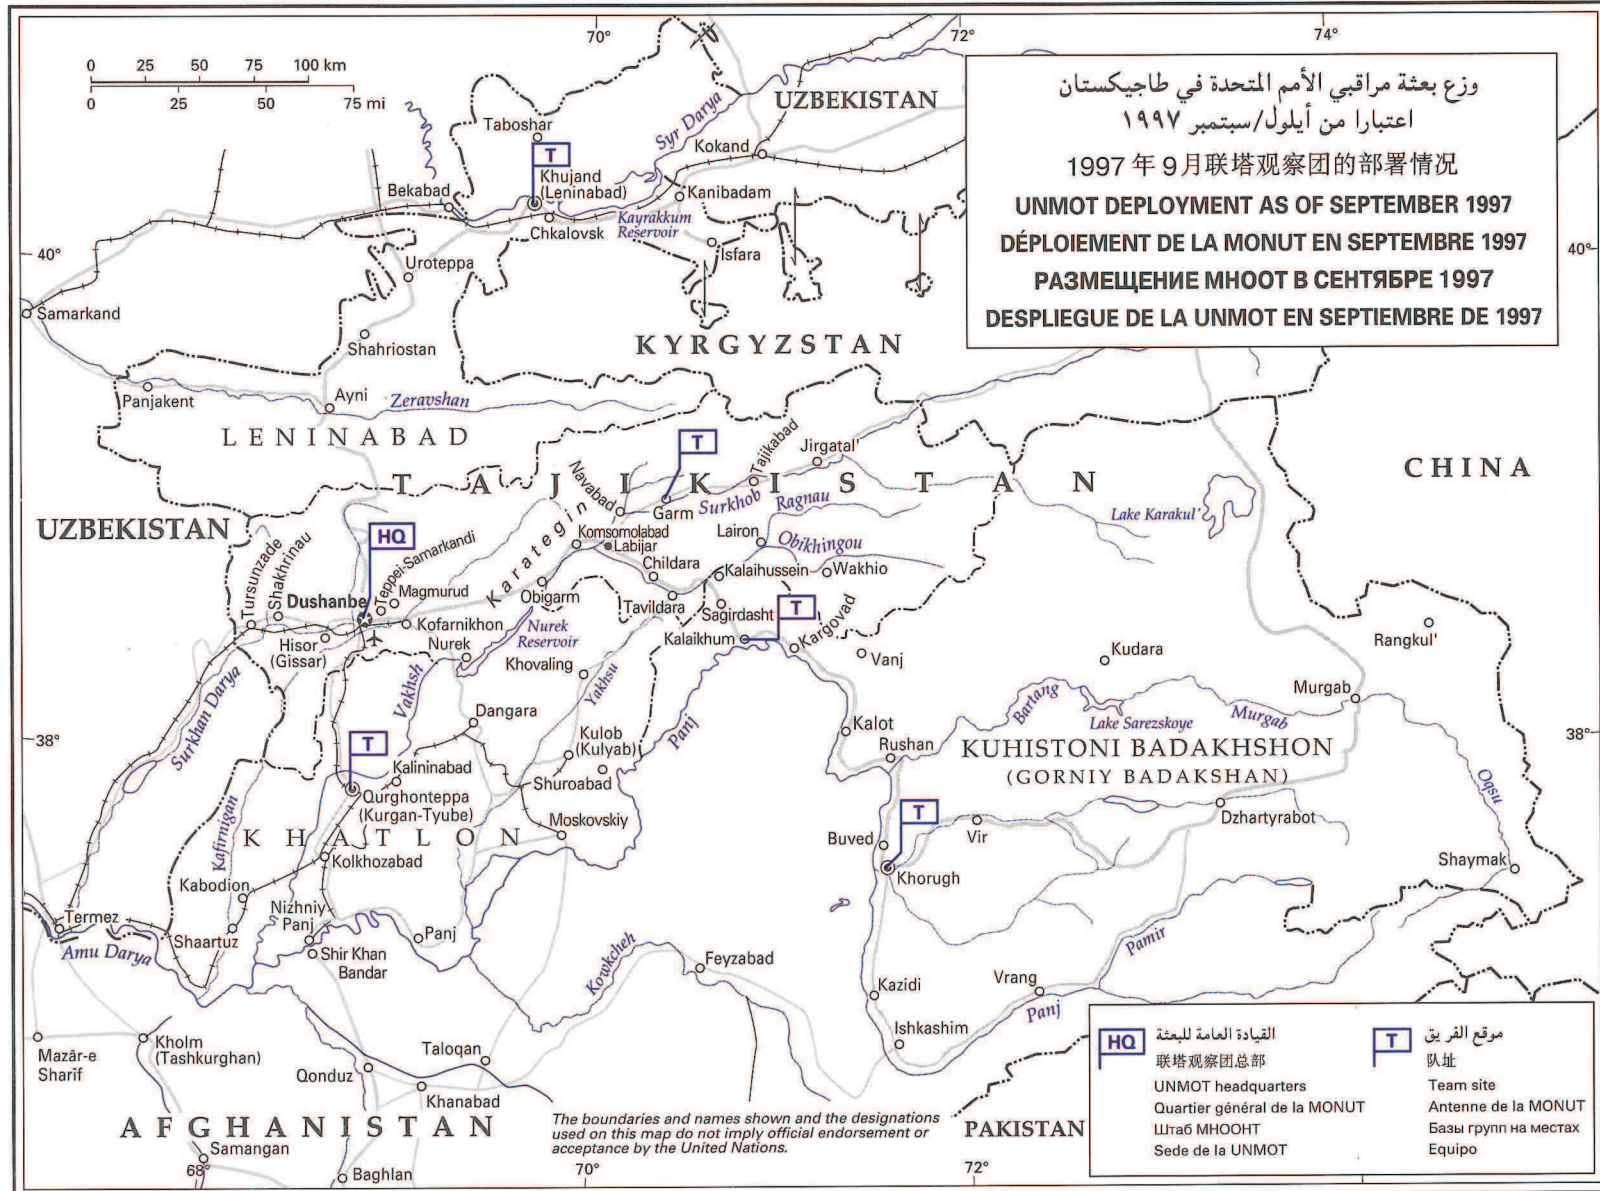 70°
72°
74°
0 25 50 75 100 km
0 25 50 75 mi
وزع بعثة مراقبي الأمم المتحدة في طاجيكستان
اعتبارا من أيلول/سبتمبر ١٩٩٧
1997 年 9月联塔观察团的部署情况
UNMOT DEPLOYMENT AS OF SEPTEMBER 1997
DÉPLOIEMENT DE LA MONUT EN SEPTEMBRE 1997
РАЗМЕЩЕНИЕ МНООТ В СЕНТЯБРЕ 1997
DESPLIEGUE DE LA UNMOT EN SEPTIEMBRE DE 1997
UZBEKISTAN
Syr Darya
Taboshar
T
Kokand
Khujand
(Leninabad)
Bekabad
Kanibadam
Chkalovsk
Kayrakkum
Reservoir
Isfara
40°
40°
Uroteppa
Samarkand
Shahriostan
KYRGYZSTAN
Panjakent
Ayni
Zeravshan
LENINABAD
T
Tajikabad
Jirgatal'
CHINA
TAJIKISTAN
Navabad
Garm
Surkhob
Ragnau
Lake Karakul'
UZBEKISTAN
HQ
Karategin
Komsomolabad
Labijar
Lairon
Obikhingou
Tursunzade
Shakhrinau
Teppei-Samarkandi
Childara
Kalaihussein
Wakhio
Dushanbe
Magmurud
Obigarm
Tavildara
Sagirdasht
T
Kargovad
Kofarnikhon
Nurek
Reservoir
Hisor
(Gissar)
Nurek
Kalaikhum
Vanj
Kudara
Rangkul'
Khovaling
Yakhsu
Vakhsh
Surkhan Darya
Dangara
Panj
Bartang
Lake Sarezskoye
Murgab
Murgab
38°
38°
T
Kulob
(Kulyab)
Kalot
Rushan
KUHISTONI BADAKHSHON
(GORNIY BADAKSHAN)
Kalininabad
Shuroabad
Oqsu
Qurghonteppa
(Kurgan-Tyube)
T
Kafirnigan
KHATLON
Moskovskiy
Buved
Vir
Dzhartyrabot
Kolkhozabad
Khorugh
Shaymak
Kabodion
Nizhniy
Panj
Termez
Shaartuz
Panj
Amu Darya
Shir Khan
Bandar
Kowkcheh
Feyzabad
Pamir
Kazidi
Vrang
Panj
Ishkashim
Mazār-e
Sharīf
Kholm
(Tashkurghan)
Taloqan
Qonduz
Khanabad
AFGHANISTAN
Samangan
68°
Baghlan
The boundaries and names shown and the designations
used on this map do not imply official endorsement or
acceptance by the United Nations.
70°
72°
PAKISTAN
HQ
القيادة العامة للبعثة
联塔观察团总部
UNMOT headquarters
Quartier général de la MONUT
Штаб МНООНТ
Sede de la UNMOT
T
موقع الفريق
队址
Team site
Antenne de la MONUT
Базы групп на местах
Equipo